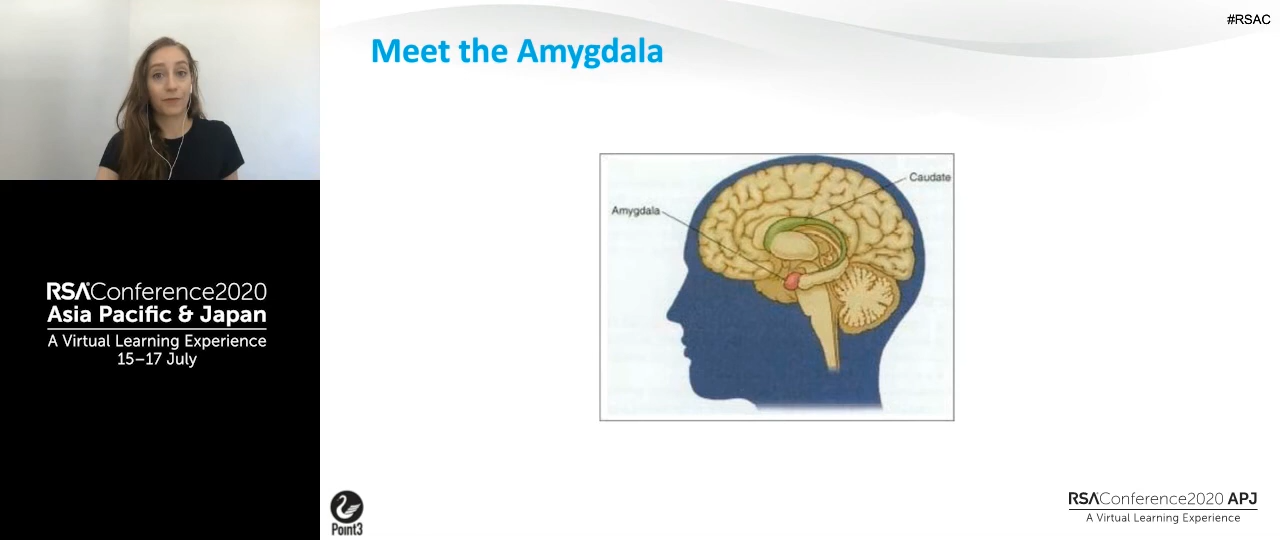 #RSAC
Meet the Amygdala
Caudate
Amygdala
RSAConference2020
Asia Pacific & Japan
A Virtual Learning Experience
15–17 July
Point3
RSAConference2020 APJ
A Virtual Learning Experience